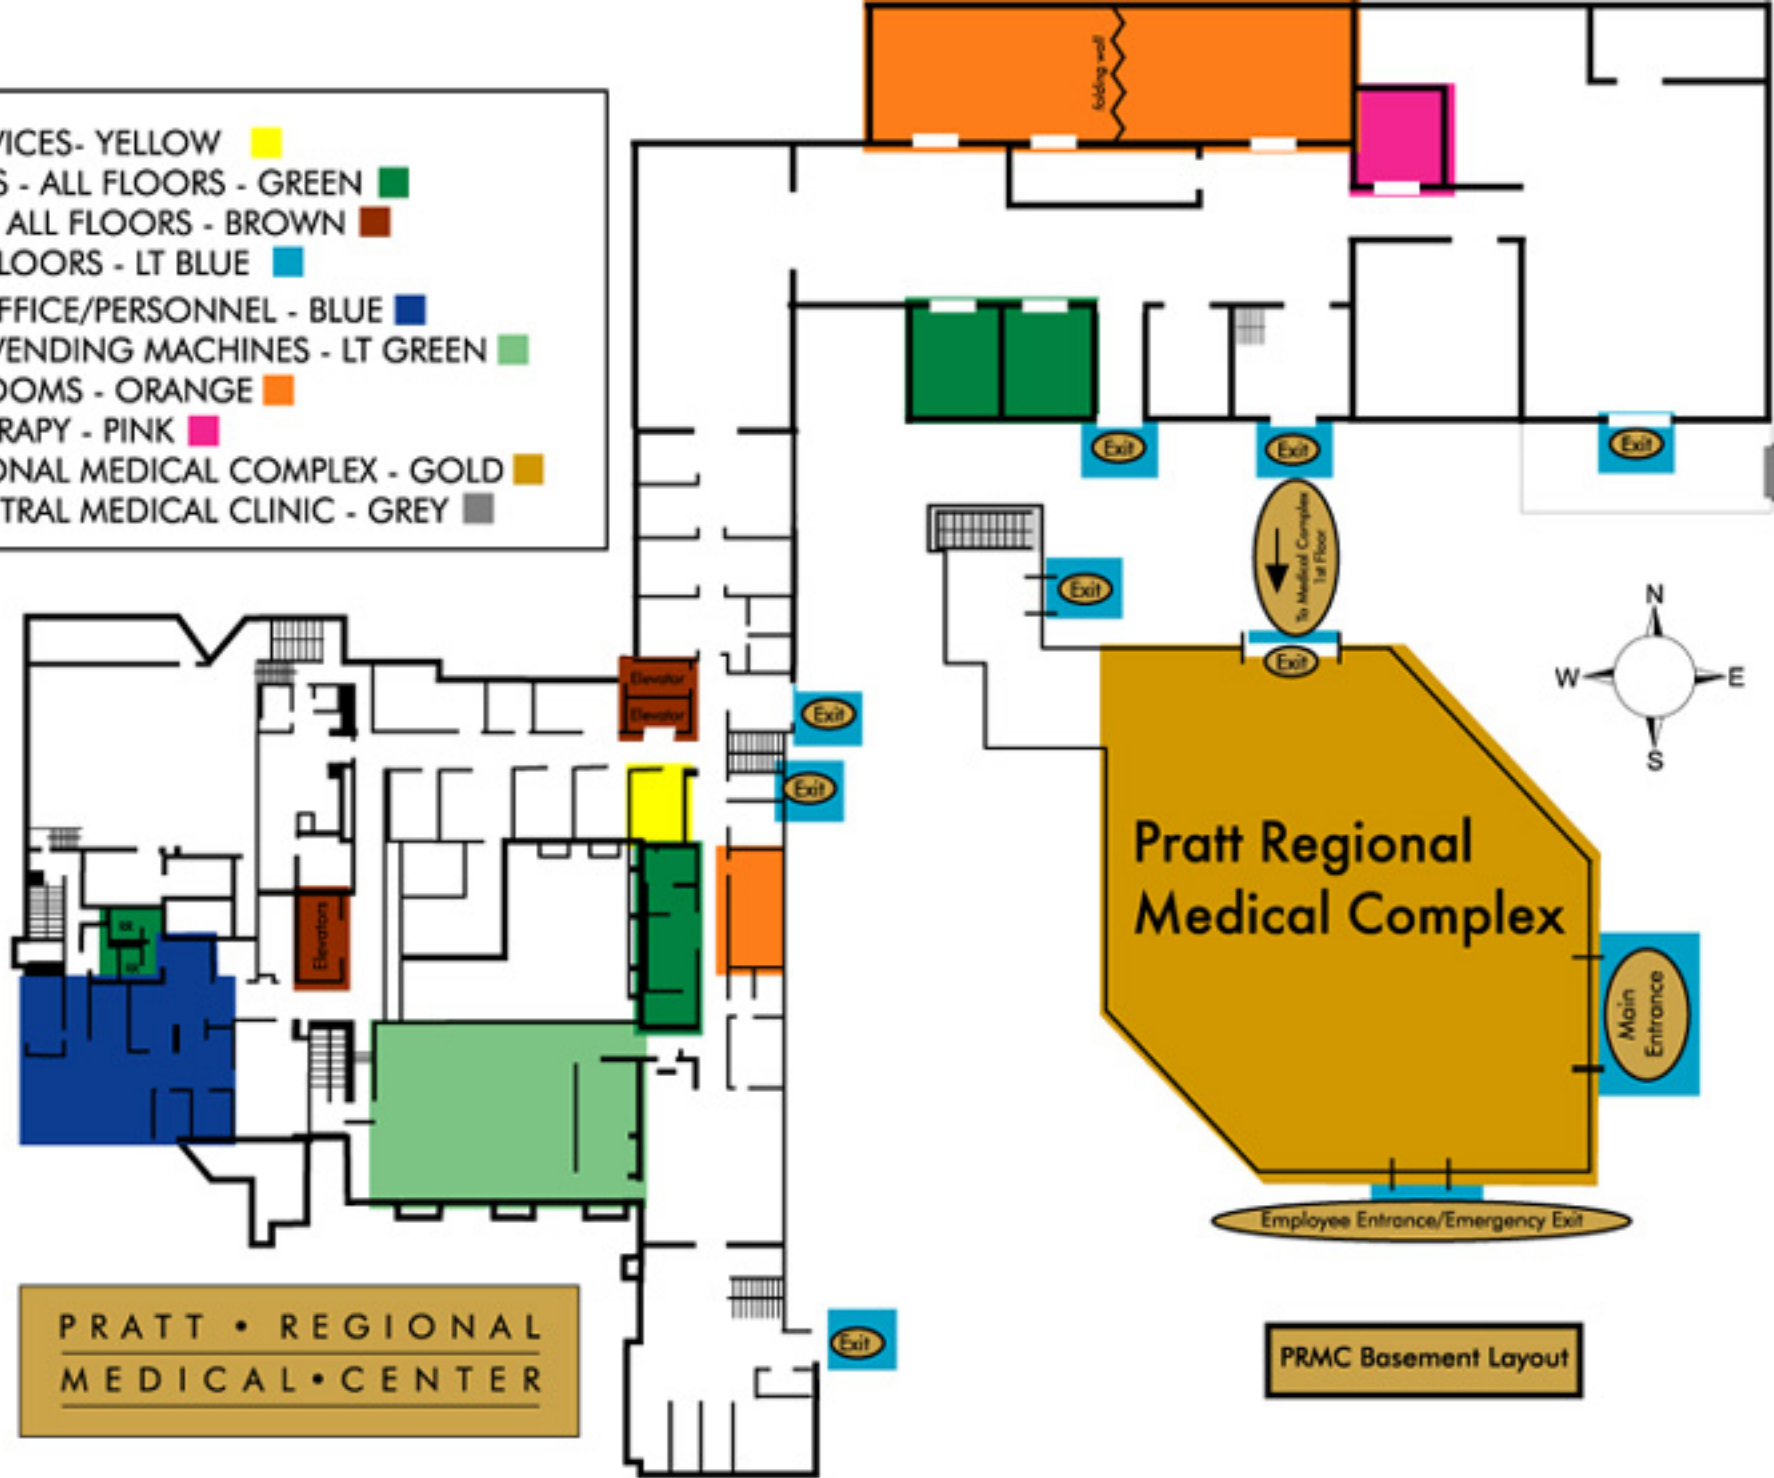 VICES- YELLOW
S - ALL FLOORS - GREEN
ALL FLOORS - BROWN
LOORS - LT BLUE
FFICE/PERSONNEL - BLUE
VENDING MACHINES - LT GREEN
OOMS - ORANGE
RAPY - PINK
ONAL MEDICAL COMPLEX - GOLD
TRAL MEDICAL CLINIC - GREY
folding wall
Exit
Exit
Exit
To Medical Complex
1st Floor
Exit
Exit
N
W
E
S
Elevator
Elevator
Exit
Exit
Pratt Regional
Medical Complex
Elevators
RR
RR
Main
Entrance
Employee Entrance/Emergency Exit
PRATT • REGIONAL
MEDICAL • CENTER
Exit
PRMC Basement Layout